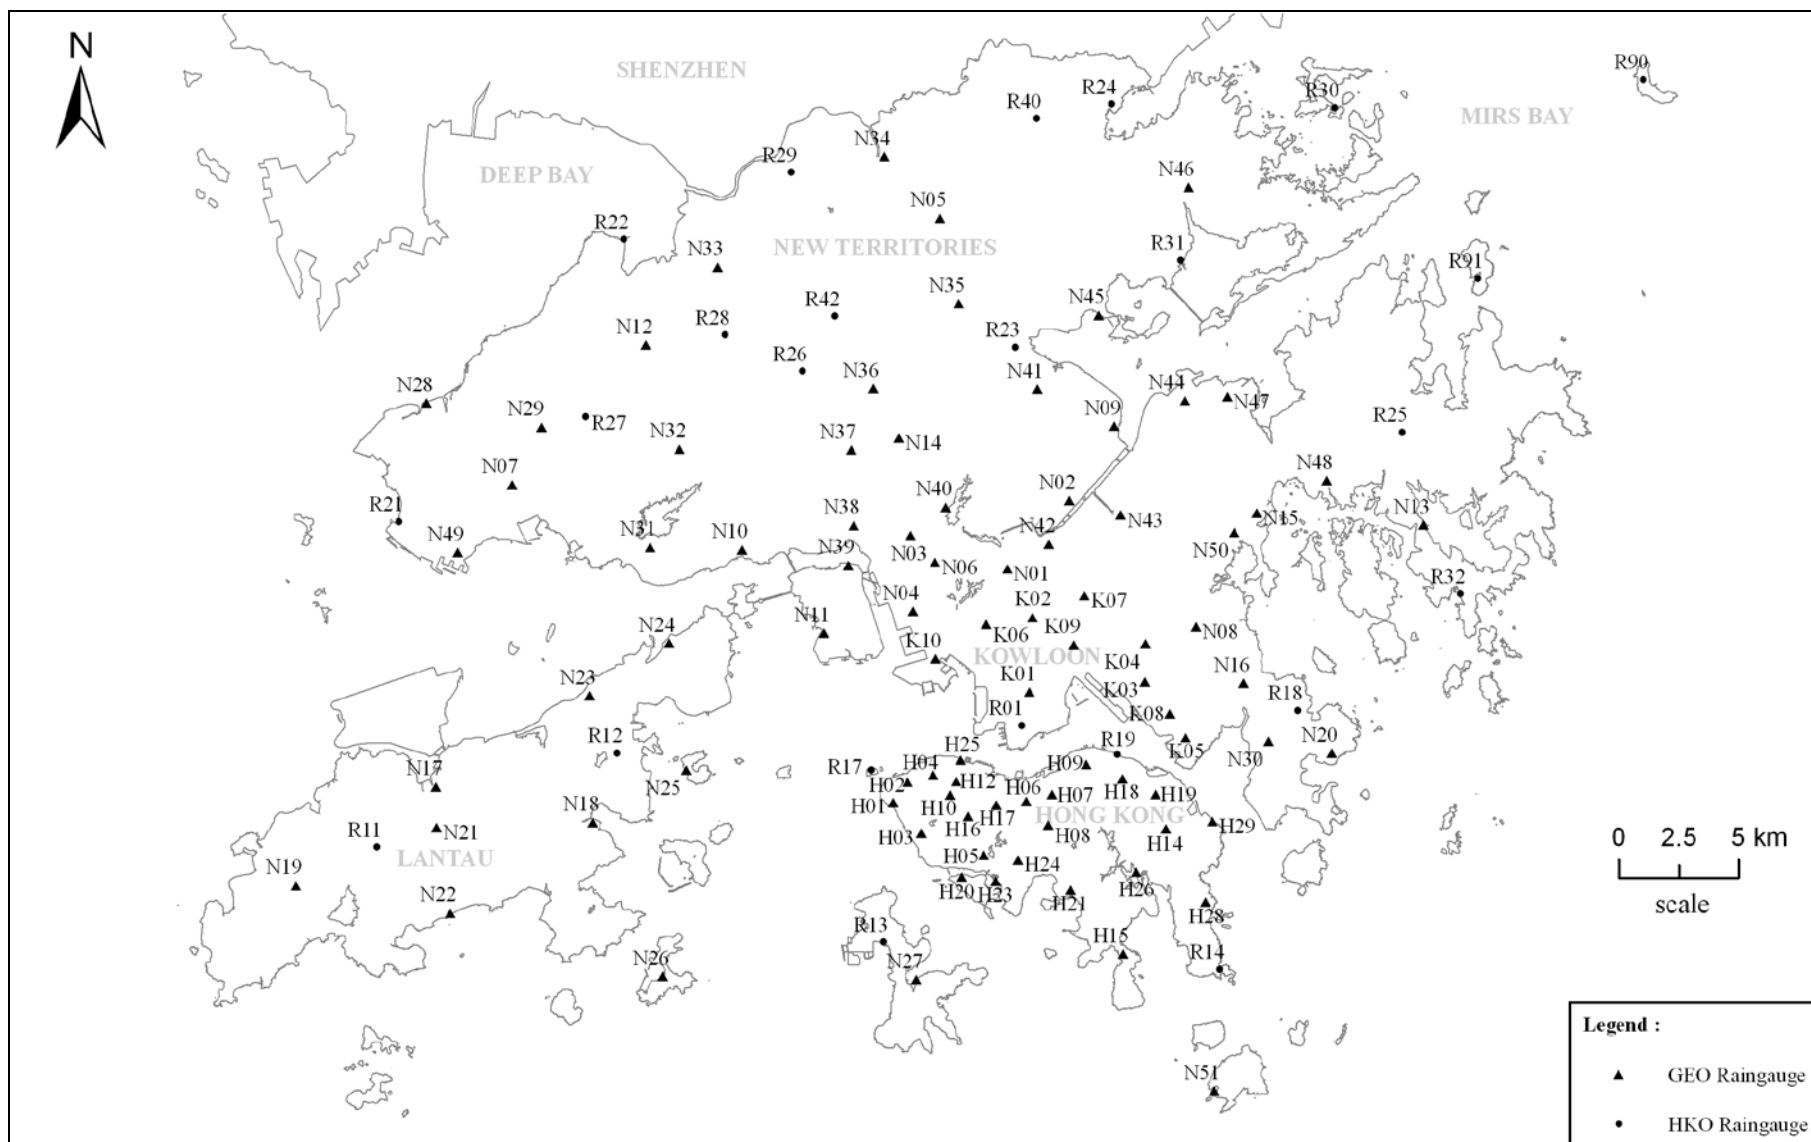 N
SHENZHEN
R90
R24
R30
R40
MIRS BAY
N34
R29
DEEP BAY
N46
N05
R22
NEW TERRITORIES
R31
N33
R91
N35
N45
R42
R28
N12
R23
R26
N36
N41
N44
N28
N47
N29
R27
N09
R25
N32
N37
N14
N07
N48
N40
N02
R21
N38
N13
N15
N43
N49
N31
N10
N42
N39
N03
N50
N06
N01
R32
N04
K02
K07
N24
N11
K06
K09
N08
K10
KOWLOON
K04
N23
K01
K03
N16
R18
R01
K08
R12
H25
R19
K05
N30
N20
N17
R17
H04
H09
N25
H02
H12
H06
H18
H19
H01
H10
H07
N18
H17
HONG KONG
H16
H29
R11
N21
H03
H08
H14
0 2.5 5 km
LANTAU
H05
H24
N19
H20
H23
H26
N22
H21
scale
H28
R13
H15
R14
N26
N27
Legend :
N51
GEO Raingauge
HKO Raingauge